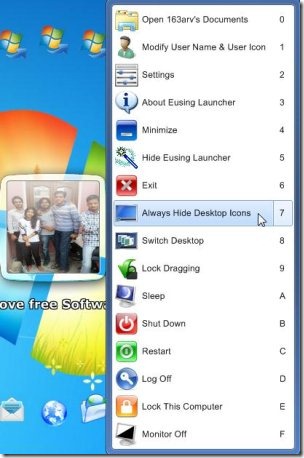 Open 163arv's Documents 0
Modify User Name & User Icon 1
Settings 2
About Eusing Launcher 3
Minimize 4
Hide Eusing Launcher 5
Exit 6
Always Hide Desktop Icons 7
Switch Desktop 8
Lock Dragging 9
Sleep A
Shut Down B
Restart C
Log Off D
Lock This Computer E
Monitor Off F
ove free Softwa